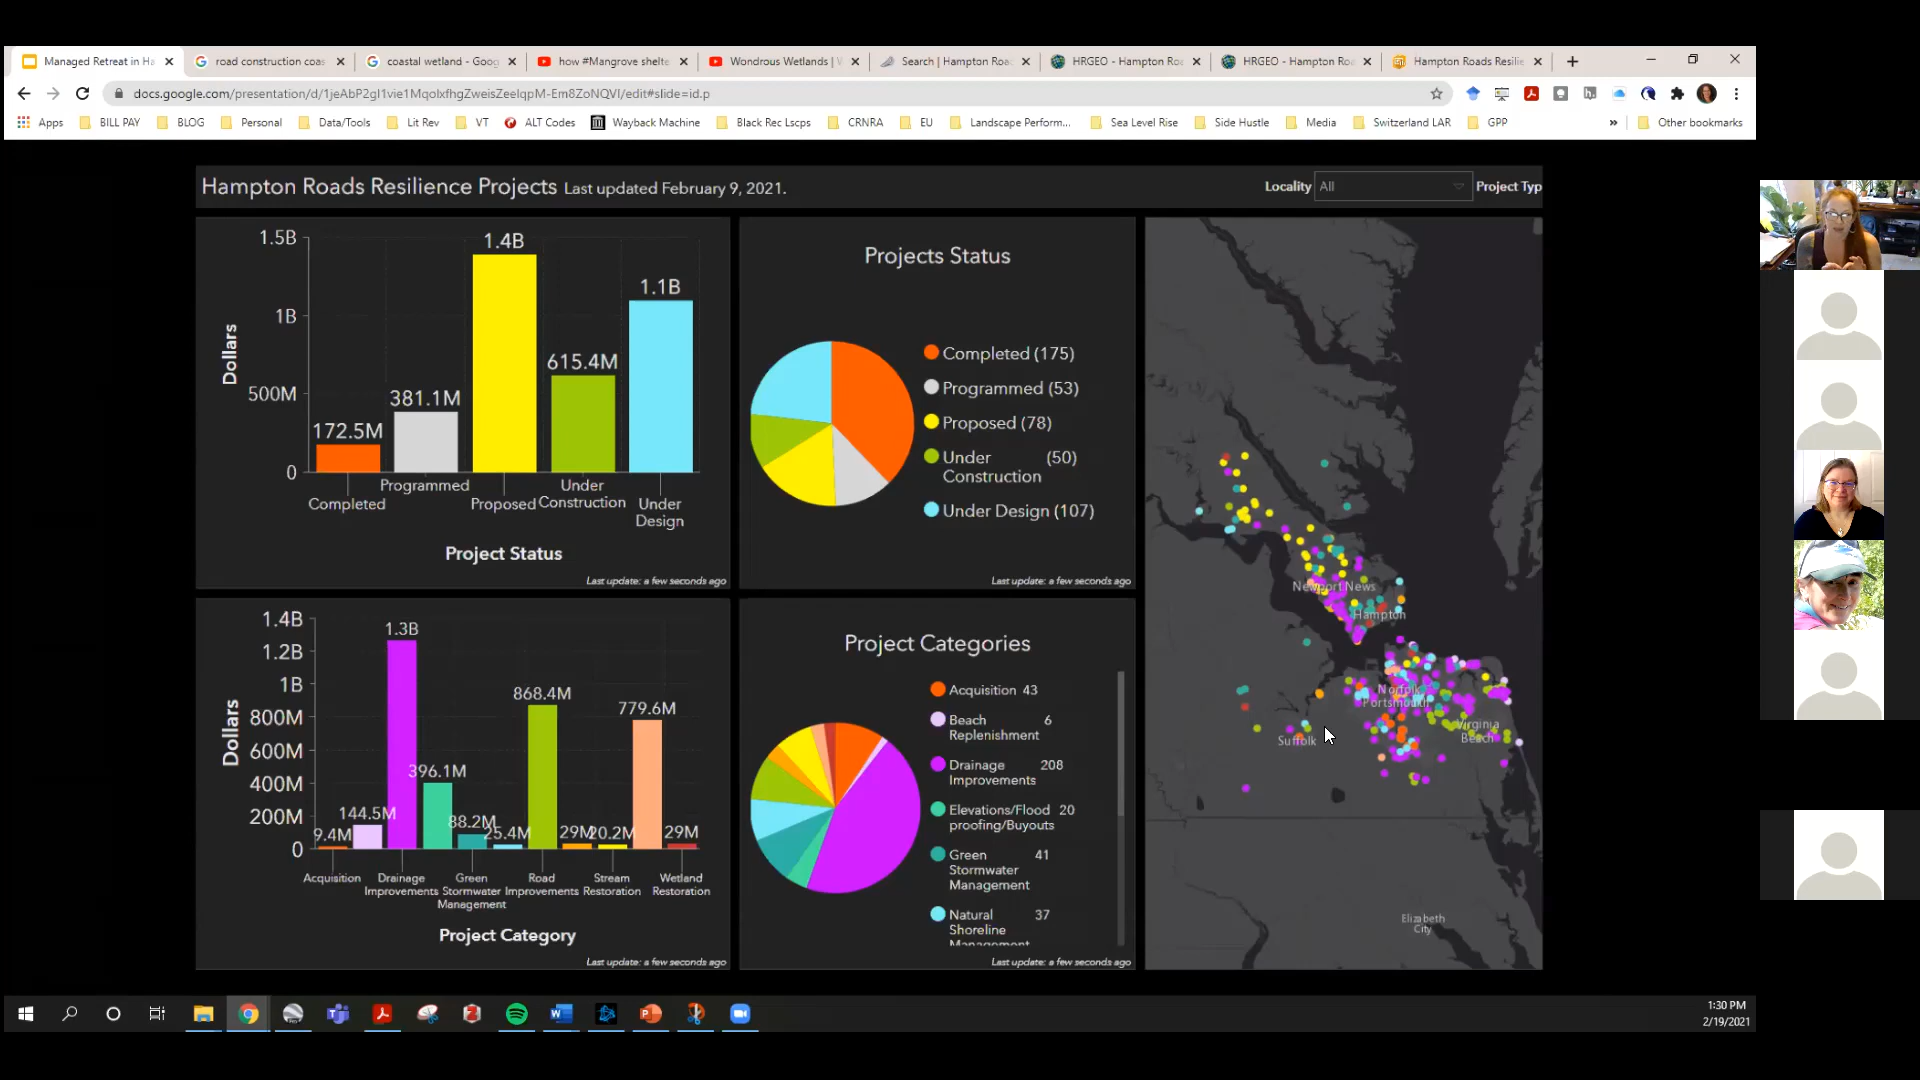 Managed Retreat in Ha
road construction coas
coastal wetland - Goog
how #Mangrove shelte
Wondrous Wetlands | V
Search | Hampton Road
HRGEO - Hampton Roa
HRGEO - Hampton Roa
Hampton Roads Resilie
docs.google.com/presentation/d/1jeAbP2gI1vie1MqolxfhgZweisZeeIqpM-Em8ZoNQVI/edit#slide=id.p
Apps
BILL PAY
BLOG
Personal
Data/Tools
Lit Rev
VT
ALT Codes
Wayback Machine
Black Rec Lscps
CRNRA
EU
Landscape Perform...
Sea Level Rise
Side Hustle
Media
Switzerland LAR
GPP
»
Other bookmarks
Hampton Roads Resilience Projects Last updated February 9, 2021.
Locality
All
Project Typ
1.5B
1B
500M
0
Dollars
172.5M
381.1M
1.4B
615.4M
1.1B
Completed
Programmed
Proposed
Under
Construction
Under
Design
Project Status
Last update: a few seconds ago
Projects Status
Completed (175)
Programmed (53)
Proposed (78)
Under (50)
Construction
Under Design (107)
Last update: a few seconds ago
1.4B
1.2B
1B
800M
600M
400M
200M
0
Dollars
9.4M
144.5M
1.3B
396.1M
88.2M
25.4M
868.4M
29M
20.2M
779.6M
29M
Acquisition
Drainage
Improvements
Green
Stormwater
Management
Road
Improvements
Stream
Restoration
Wetland
Restoration
Project Category
Last update: a few seconds ago
Project Categories
Acquisition 43
Beach 6
Replenishment
Drainage 208
Improvements
Elevations/Flood 20
proofing/Buyouts
Green 41
Stormwater
Management
Natural 37
Shoreline
Management
Last update: a few seconds ago
Newport News
Hampton
Norfolk
Portsmouth
Virginia
Beach
Suffolk
Elizabeth
City
1:30 PM
2/19/2021